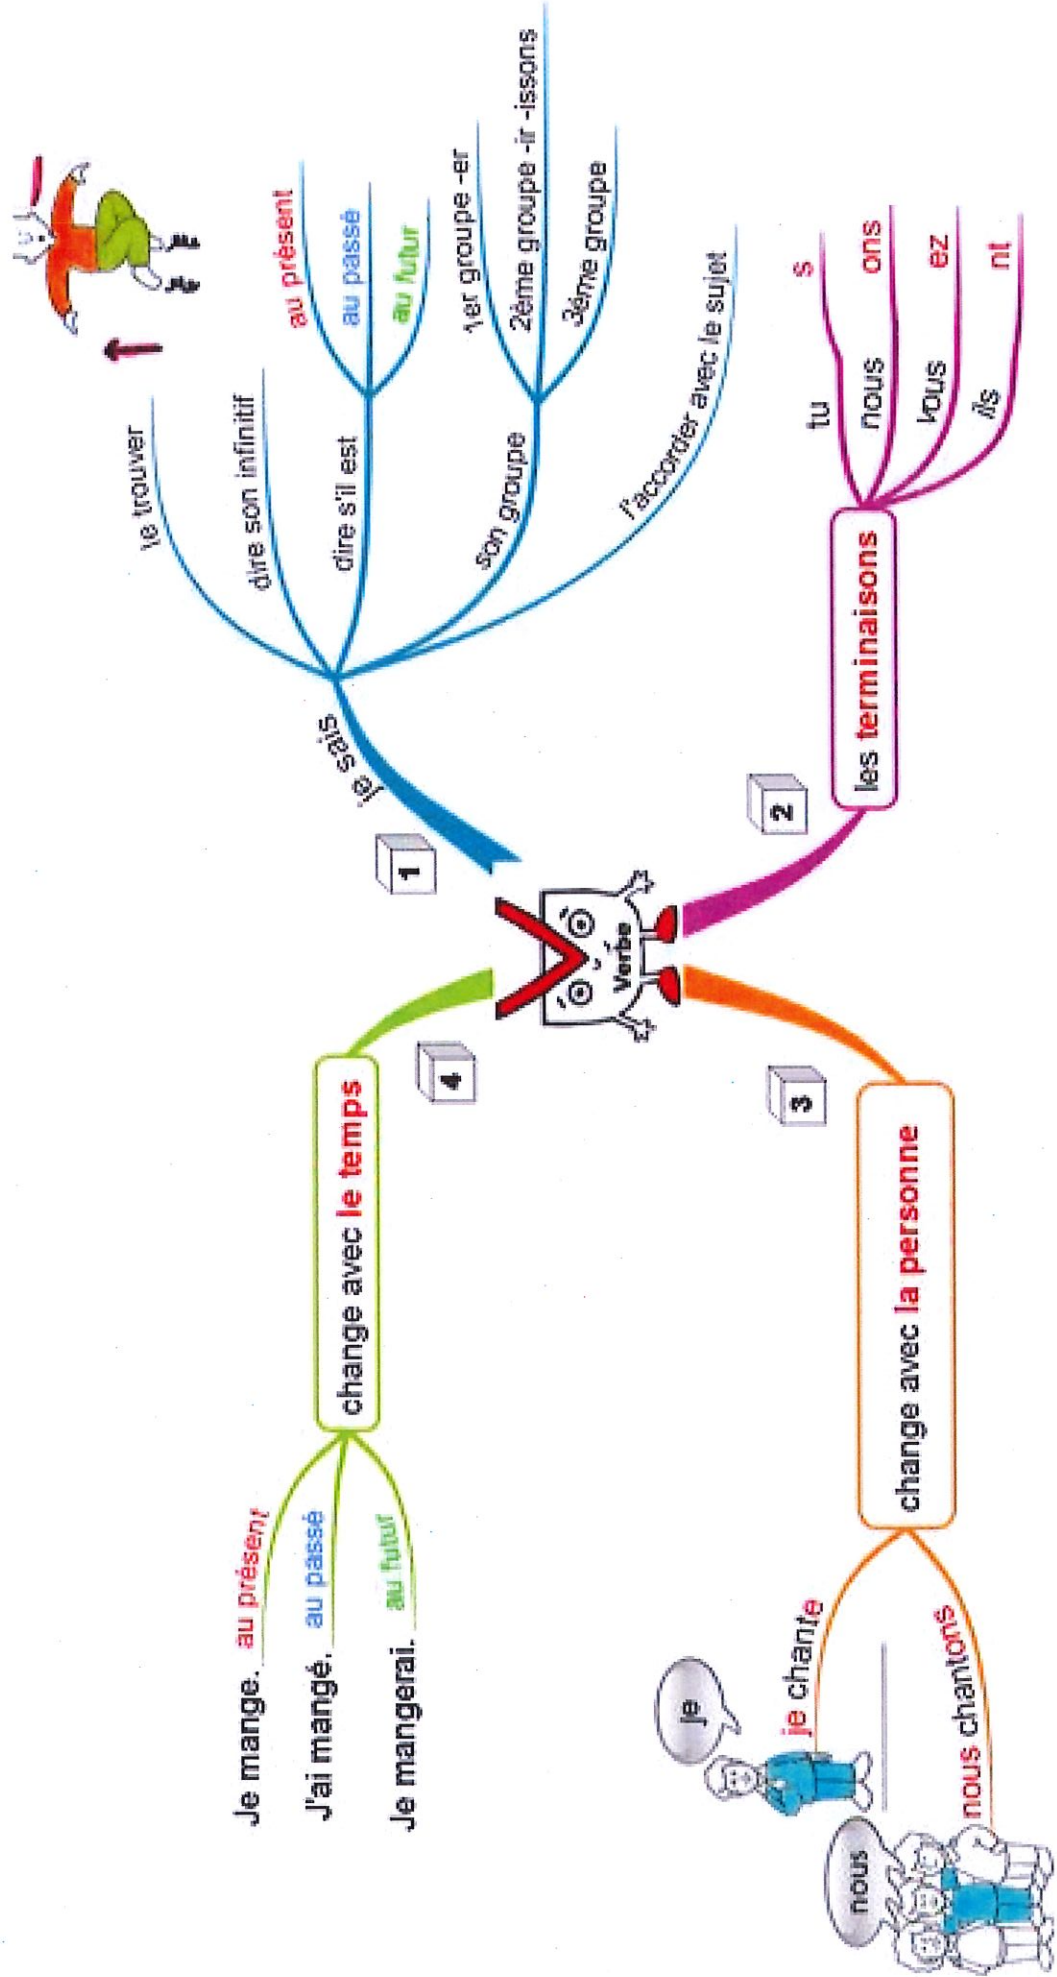 Verbe
1
je sais
le trouver
dire son infinitif
dire s'il est
au présent
au passé
au futur
son groupe
1er groupe -er
2ème groupe -ir -issons
3ème groupe
l'accorder avec le sujet
2
les terminaisons
tu s
nous ons
vous ez
ils nt
3
change avec la personne
je
je chante
nous
nous chantons
4
change avec le temps
Je mange. au présent
J'ai mangé. au passé
Je mangerai. au futur